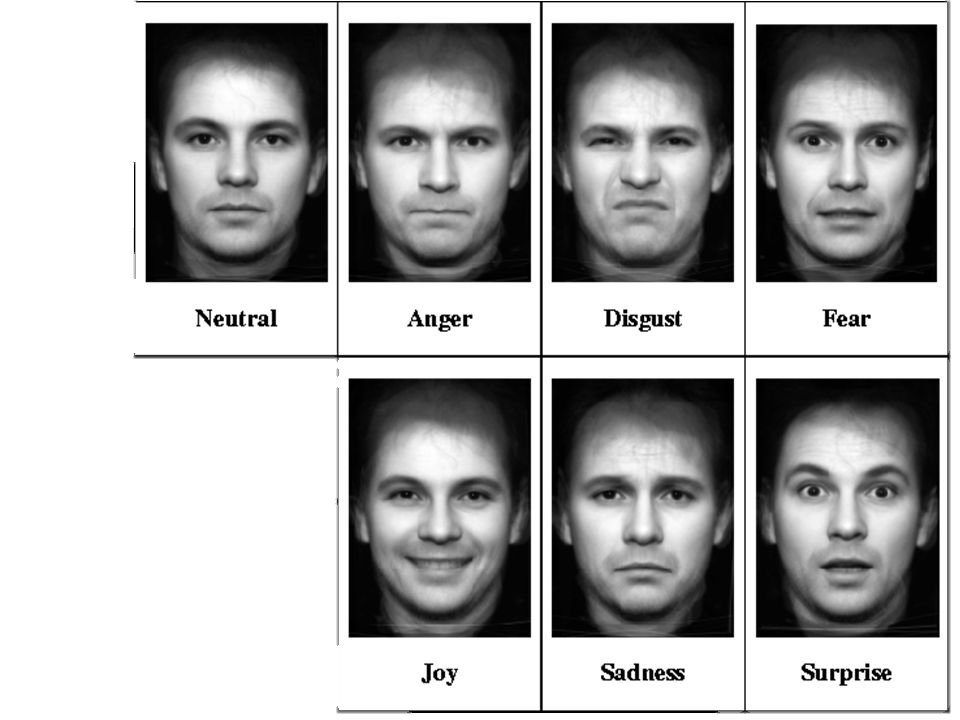 Neutral
Anger
Disgust
Fear
Joy
Sadness
Surprise